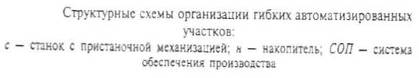 Структурные схемы организации гибких автоматизированных
участков:
с — станок с пристаночной механизацией; н — накопитель; СОП — система
обеспечения производства